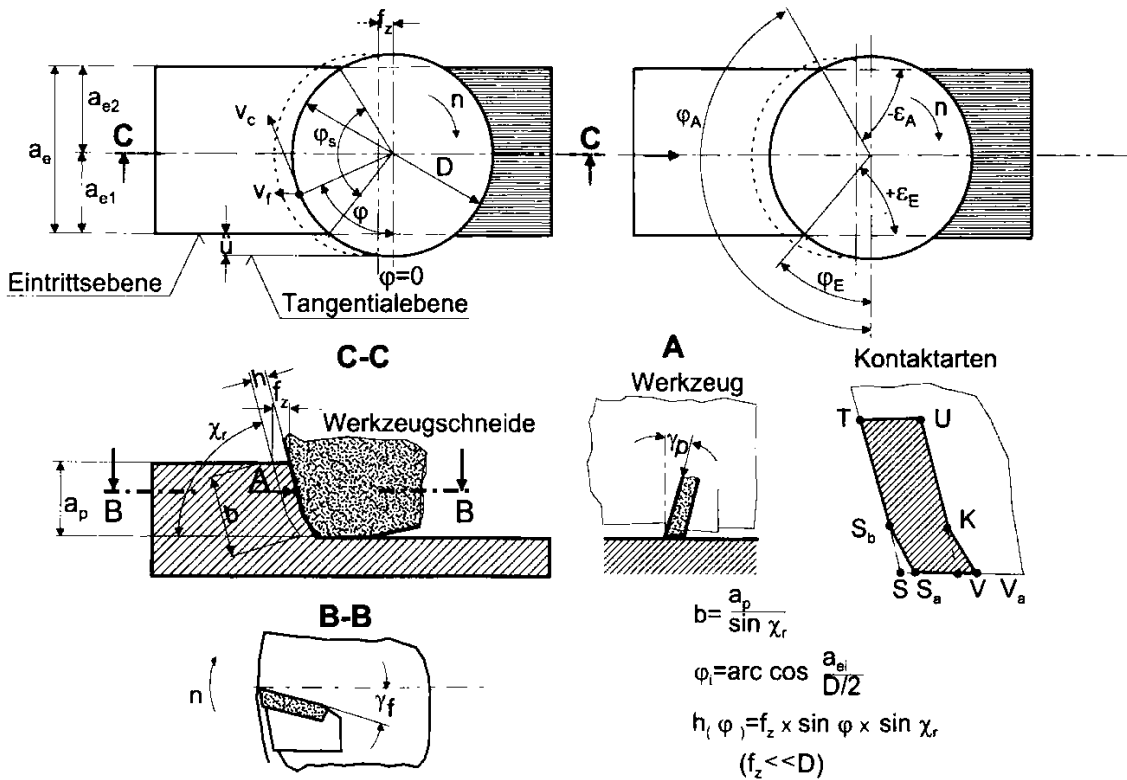 f_z
a_e
a_e2
a_e1
C
v_c
v_f
φ_s
φ
D
n
C
u
φ=0
Eintrittsebene
Tangentialebene
φ_A
-ε_A
n
+ε_E
φ_E
C-C
h
f_z
χ_r
Werkzeugschneide
a_p
B
A
b
B
A
Werkzeug
γ_p
Kontaktarten
T
U
S_b
K
S
S_a
V
V_a
B-B
n
γ_f
b= a_p / sin χ_r
φ_i=arc cos a_ei / D/2
h( φ )=f_z x sin φ x sin χ_r
(f_z<<D)